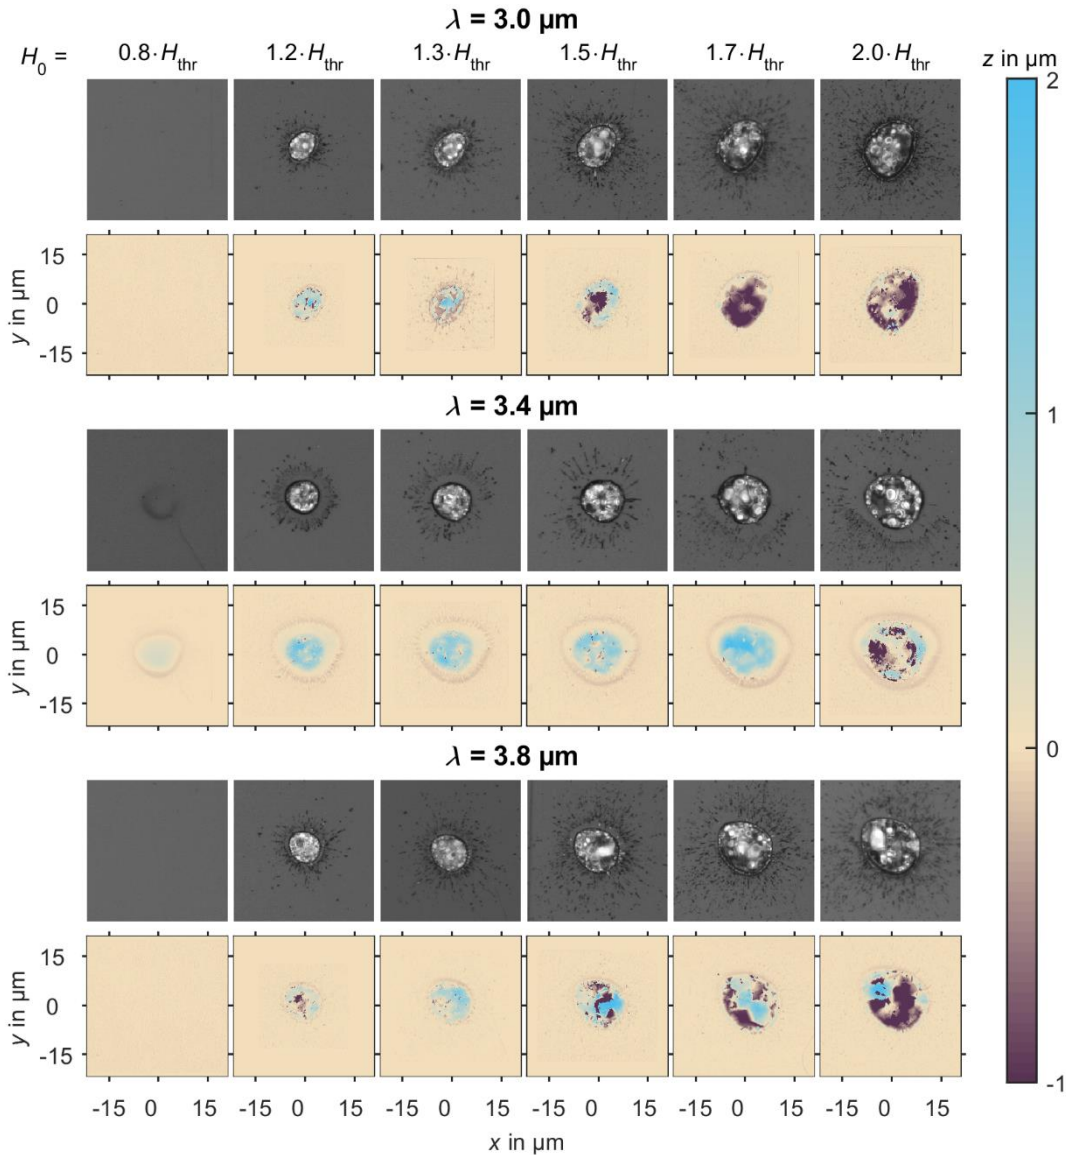 λ = 3.0 µm
H0 = 0.8·Hthr 1.2·Hthr 1.3·Hthr 1.5·Hthr 1.7·Hthr 2.0·Hthr z in µm
2
15
0
-15
y in µm
λ = 3.4 µm
1
15
0
-15
y in µm
0
λ = 3.8 µm
15
0
-15
y in µm
-1
-15 0 15 -15 0 15 -15 0 15 -15 0 15 -15 0 15 -15 0 15
x in µm